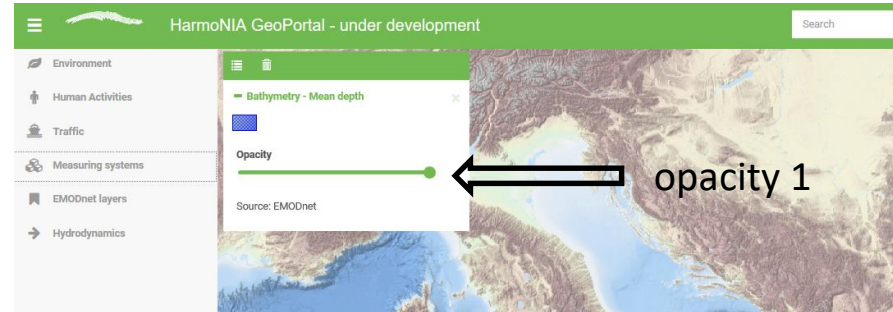 HarmoNIA GeoPortal - under development
Search
Environment
Human Activities
Traffic
Measuring systems
EMODnet layers
Hydrodynamics
Bathymetry - Mean depth
Opacity
Source: EMODnet
opacity 1